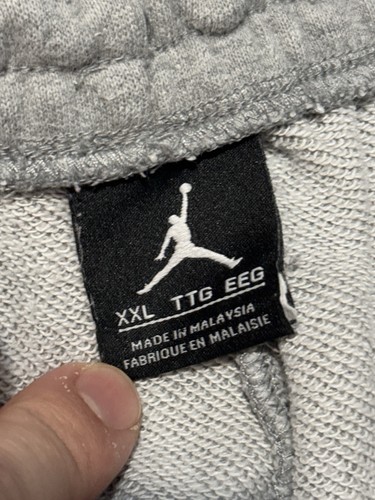 XXL TTG EEG
MADE IN MALAYSIA
FABRIQUE EN MALAISIE